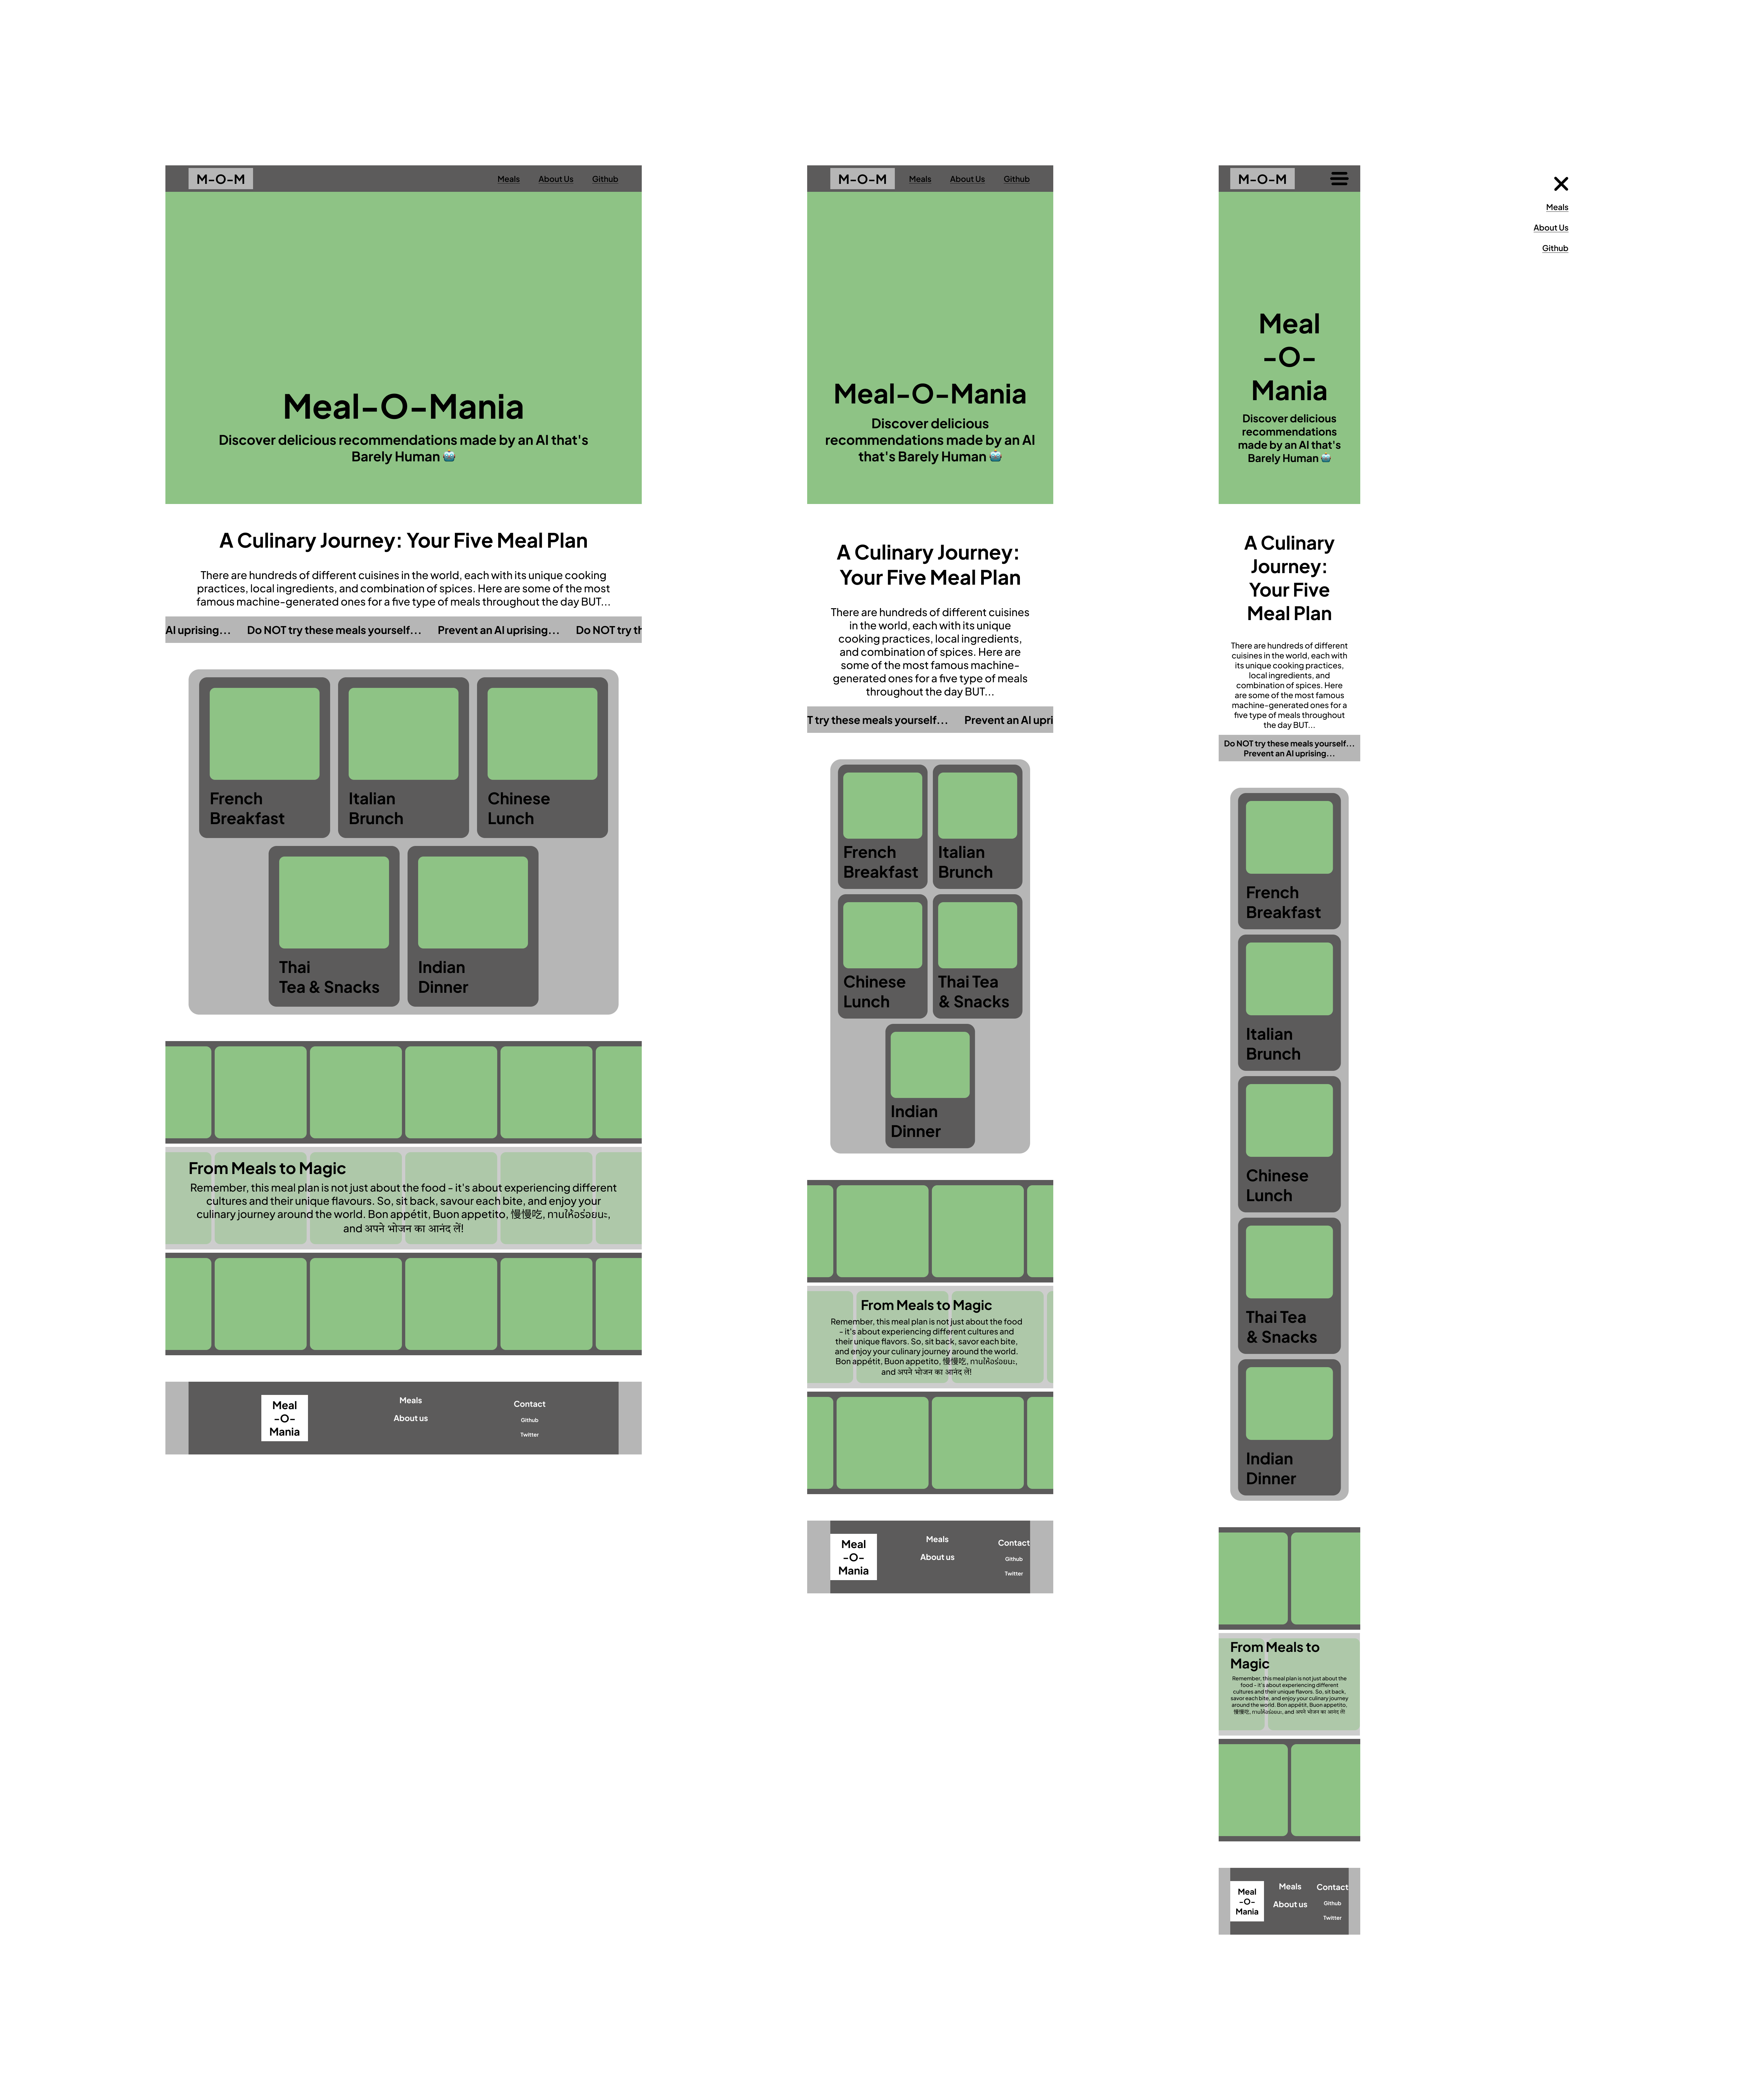 M-O-M
Meals
About Us
Github
Meal-O-Mania
Discover delicious recommendations made by an AI that's
Barely Human 🤖
A Culinary Journey: Your Five Meal Plan
There are hundreds of different cuisines in the world, each with its unique cooking
practices, local ingredients, and combination of spices. Here are some of the most
famous machine-generated ones for a five type of meals throughout the day BUT...
AI uprising... Do NOT try these meals yourself... Prevent an AI uprising... Do NOT try th
French
Breakfast
Italian
Brunch
Chinese
Lunch
Thai
Tea & Snacks
Indian
Dinner
From Meals to Magic
Remember, this meal plan is not just about the food - it's about experiencing different
cultures and their unique flavours. So, sit back, savour each bite, and enjoy your
culinary journey around the world. Bon appétit, Buon appetito, 慢慢吃, ทานให้อร่อยนะ,
and अपने भोजन का आनंद लें!
Meal
-O-
Mania
Meals
About us
Contact
Github
Twitter
M-O-M
Meals
About Us
Github
Meal-O-Mania
Discover delicious
recommendations made by an AI
that's Barely Human 🤖
A Culinary Journey:
Your Five Meal Plan
There are hundreds of different cuisines
in the world, each with its unique
cooking practices, local ingredients,
and combination of spices. Here are
some of the most famous machine-
generated ones for a five type of meals
throughout the day BUT...
T try these meals yourself... Prevent an AI upri
French
Breakfast
Italian
Brunch
Chinese
Lunch
Thai Tea
& Snacks
Indian
Dinner
From Meals to Magic
Remember, this meal plan is not just about the food
- it's about experiencing different cultures and
their unique flavors. So, sit back, savor each bite,
and enjoy your culinary journey around the world.
Bon appétit, Buon appetito, 慢慢吃, ทานให้อร่อยนะ,
and अपने भोजन का आनंद लें!
Meal
-O-
Mania
Meals
About us
Contact
Github
Twitter
M-O-M
Meal
-O-
Mania
Discover delicious
recommendations
made by an AI that's
Barely Human 🤖
A Culinary
Journey:
Your Five
Meal Plan
There are hundreds of different
cuisines in the world, each with
its unique cooking practices,
local ingredients, and
combination of spices. Here
are some of the most famous
machine-generated ones for a
five type of meals throughout
the day BUT...
Do NOT try these meals yourself...
Prevent an AI uprising...
French
Breakfast
Italian
Brunch
Chinese
Lunch
Thai Tea
& Snacks
Indian
Dinner
From Meals to
Magic
Remember, this meal plan is not just about the
food - it's about experiencing different
cultures and their unique flavors. So, sit back,
savor each bite, and enjoy your culinary journey
around the world. Bon appétit, Buon appetito,
慢慢吃, ทานให้อร่อยนะ, and अपने भोजन का आनंद लें!
Meal
-O-
Mania
Meals
About us
Contact
Github
Twitter
Meals
About Us
Github